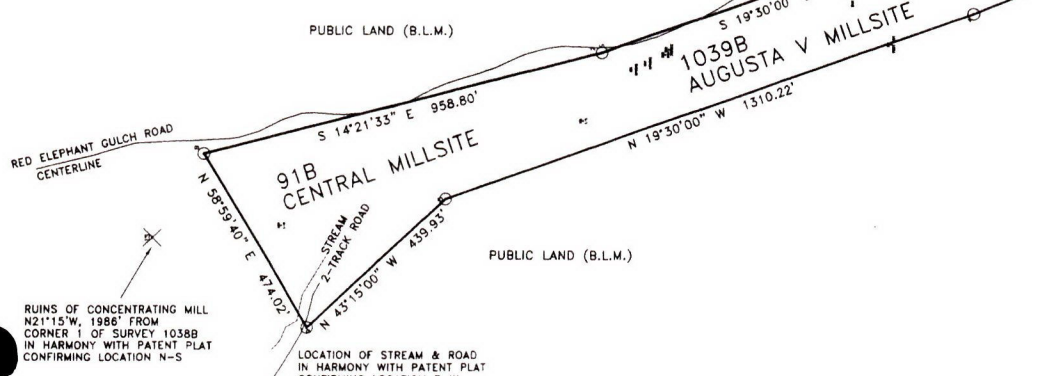 PUBLIC LAND (B.L.M.)
S 19°30'00"
1039B
AUGUSTA V MILLSITE
S 14°21'33" E 958.80'
N 19°30'00" W 1310.22'
RED ELEPHANT GULCH ROAD
CENTERLINE
91B
CENTRAL MILLSITE
N 58°59'40" E 474.02'
STREAM
2-TRACK ROAD
N 43°15'00" W 439.93'
PUBLIC LAND (B.L.M.)
RUINS OF CONCENTRATING MILL
N21°15'W, 1986' FROM
CORNER 1 OF SURVEY 1038B
IN HARMONY WITH PATENT PLAT
CONFIRMING LOCATION N-S
LOCATION OF STREAM & ROAD
IN HARMONY WITH PATENT PLAT